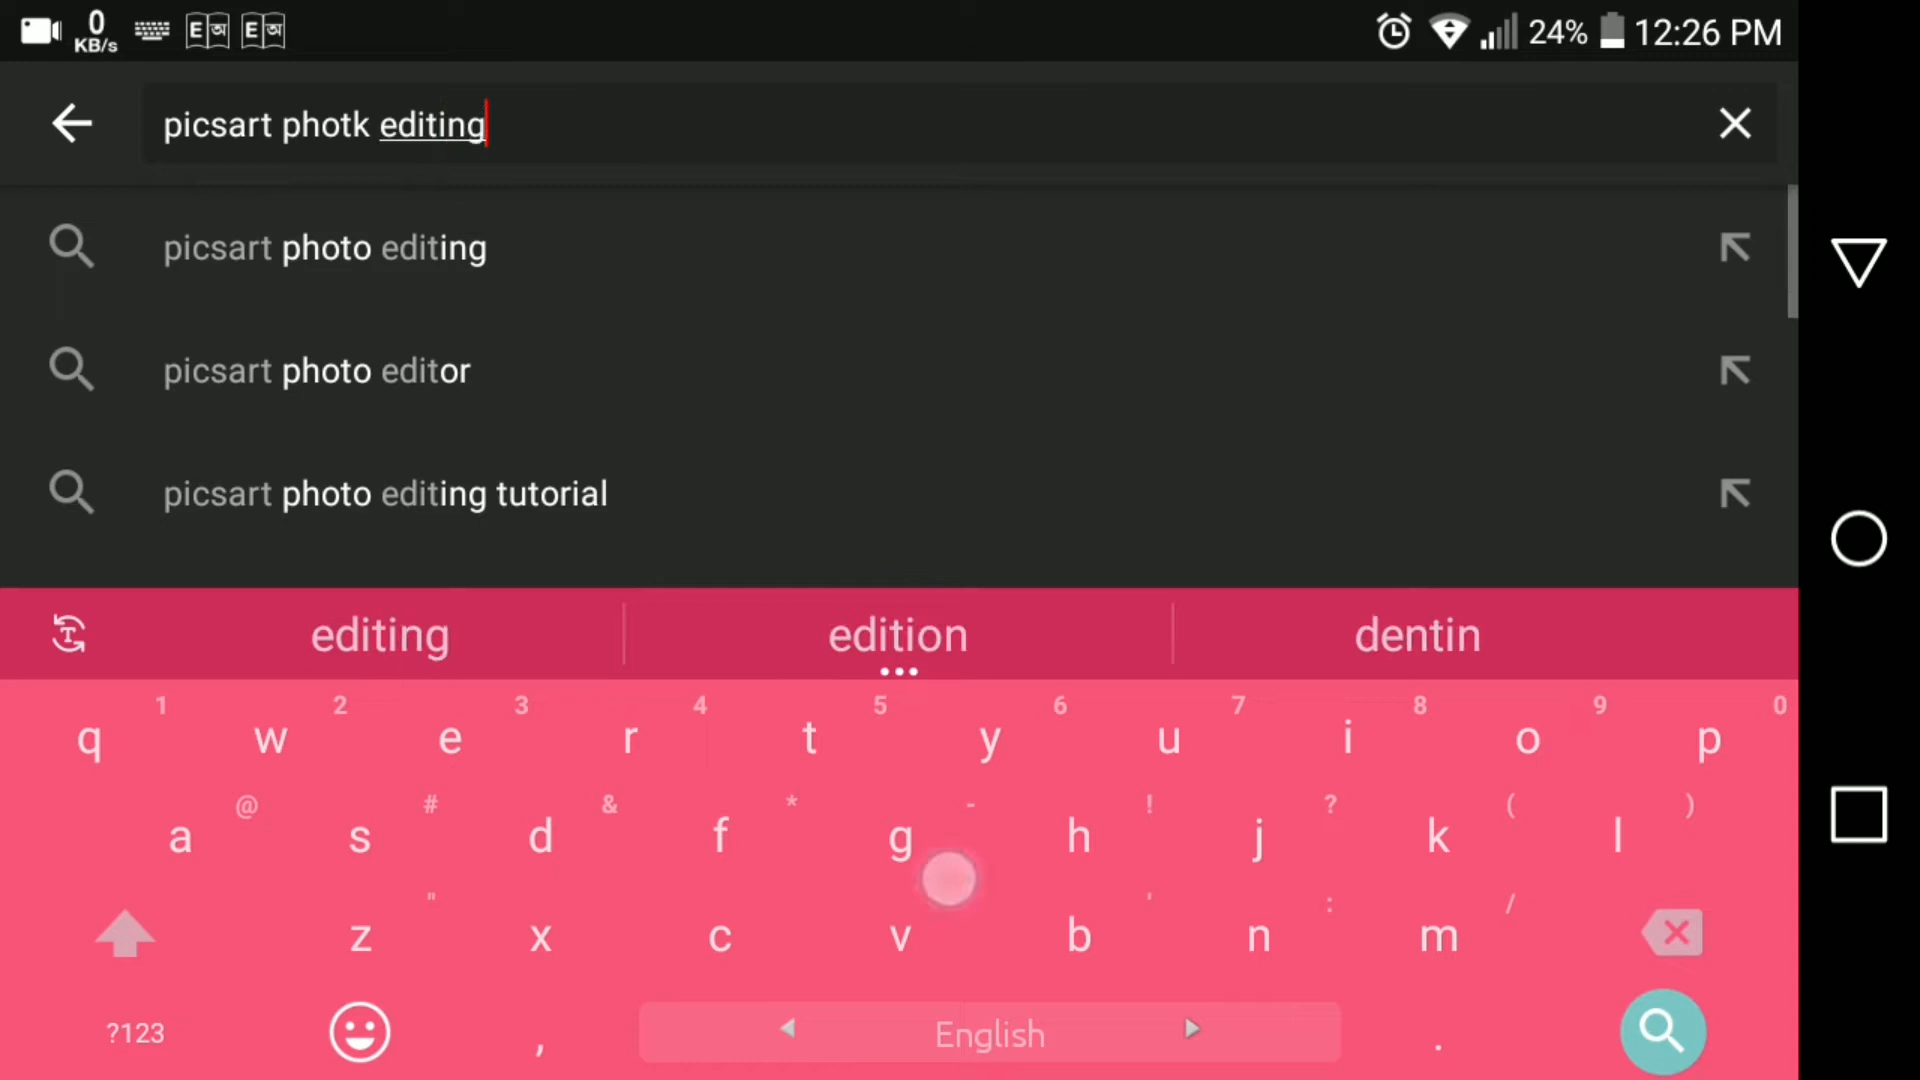 0 KB/s E अ E अ 24% 12:26 PM
picsart photk editing
picsart photo editing
picsart photo editor
picsart photo editing tutorial
editing edition dentin
1 2 3 4 5 6 7 8 9 0
q w e r t y u i o p
@ # & * - ! ? ( )
a s d f g h j k l
" ' : /
z x c v b n m
?123 , English .